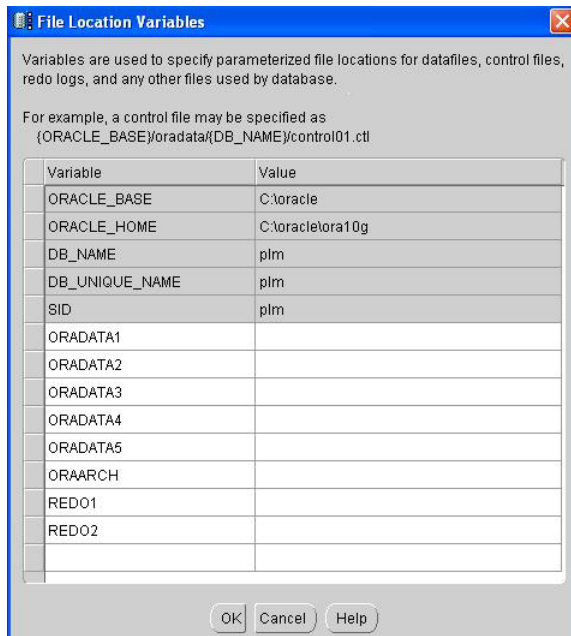 File Location Variables
Variables are used to specify parameterized file locations for datafiles, control files,
redo logs, and any other files used by database.
For example, a control file may be specified as
{ORACLE_BASE}/oradata/{DB_NAME}/control01.ctl
Variable Value
ORACLE_BASE C:\oracle
ORACLE_HOME C:\oracle\ora10g
DB_NAME plm
DB_UNIQUE_NAME plm
SID plm
ORADATA1
ORADATA2
ORADATA3
ORADATA4
ORADATA5
ORAARCH
REDO1
REDO2
OK Cancel Help